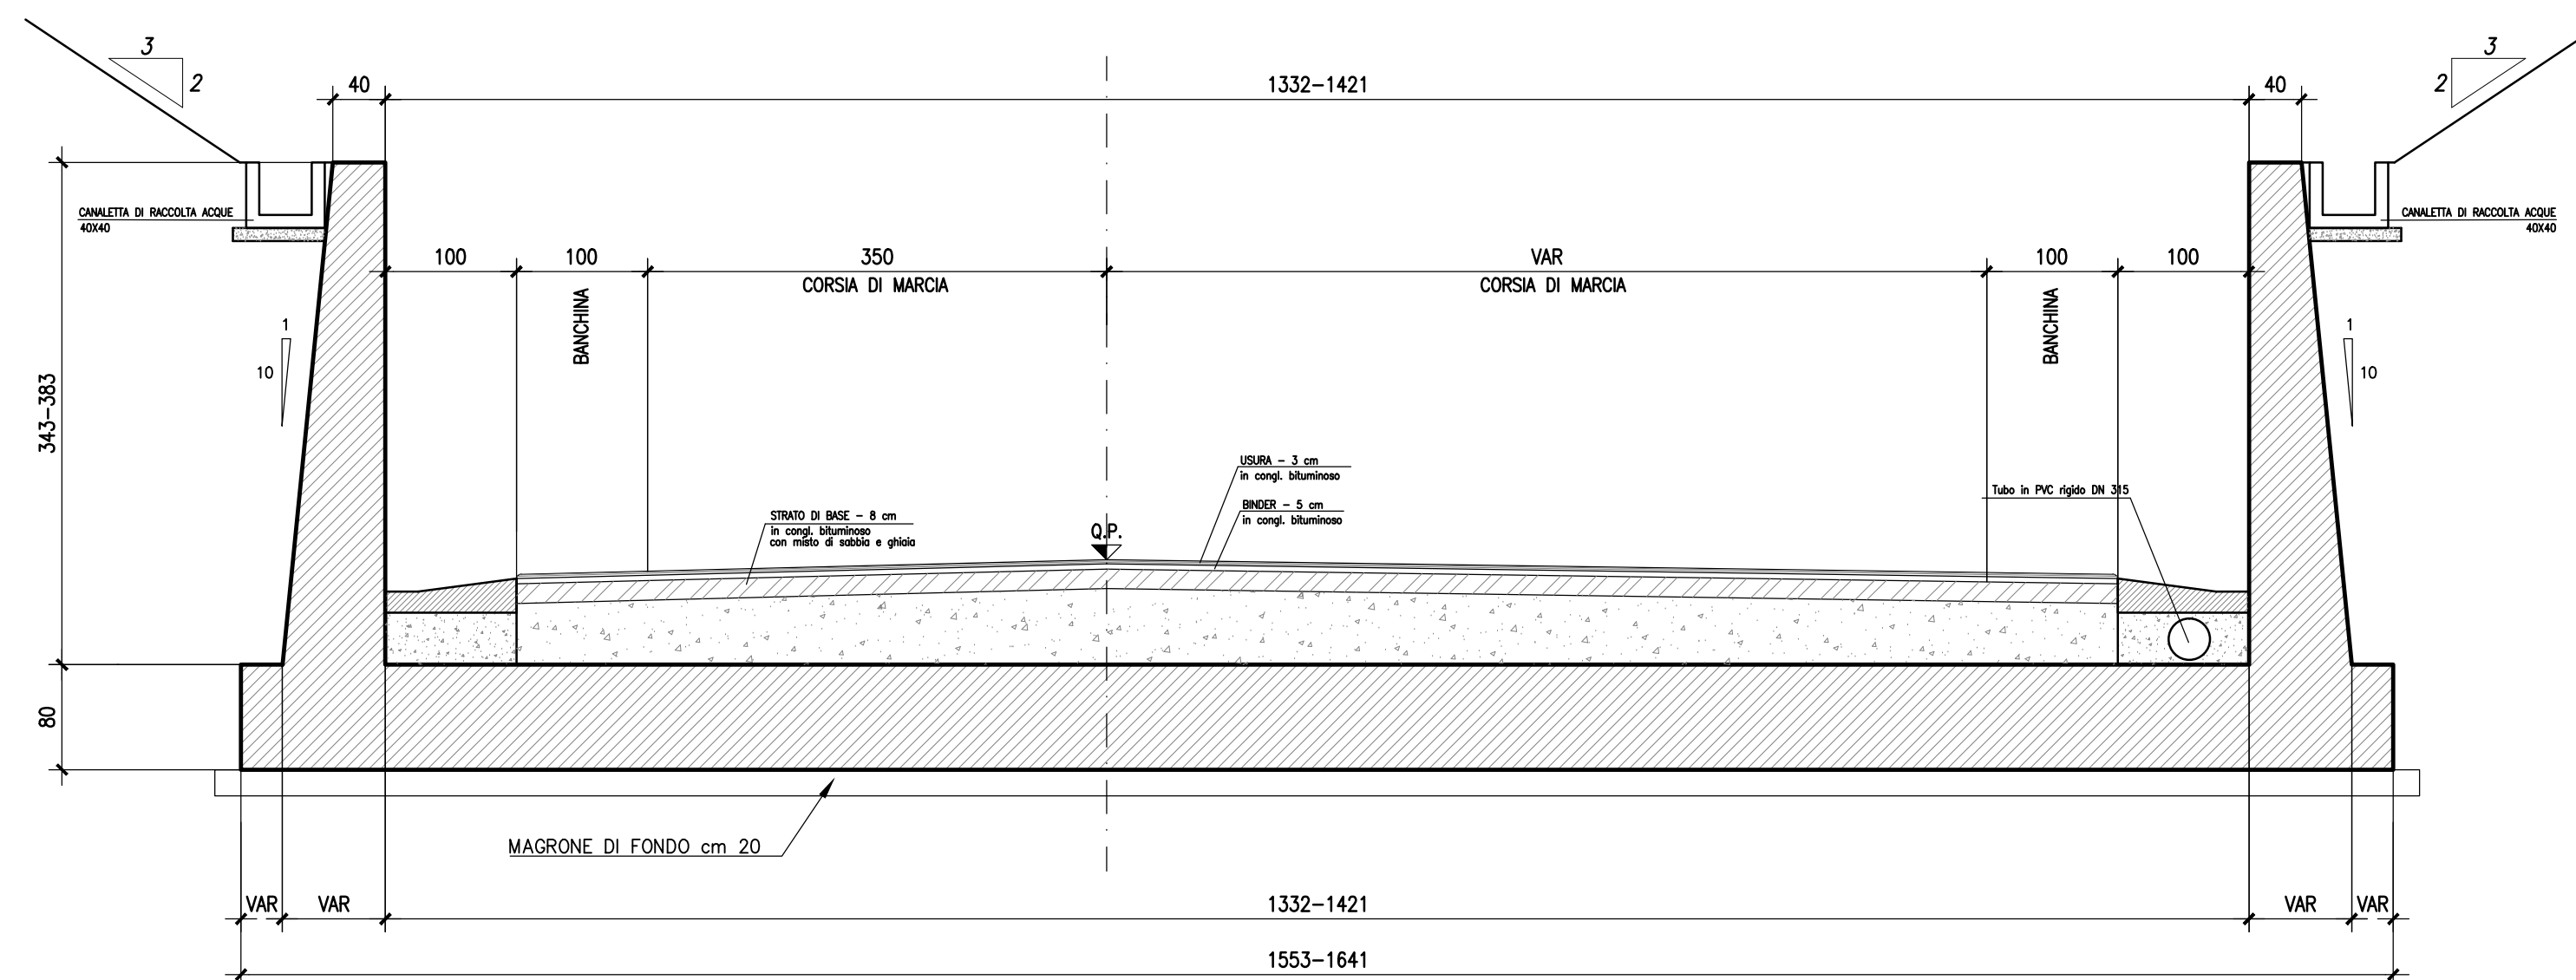 3
3
2
2
40
1332-1421
40
CANALETTA DI RACCOLTA ACQUE
40X40
CANALETTA DI RACCOLTA ACQUE
40X40
100
100
350
VAR
100
100
CORSIA DI MARCIA
CORSIA DI MARCIA
BANCHINA
BANCHINA
1
10
1
10
343-383
USURA - 3 cm
in congl. bituminoso
BINDER - 5 cm
in congl. bituminoso
Tubo in PVC rigido DN 315
STRATO DI BASE - 8 cm
in congl. bituminoso
con misto di sabbia e ghiaia
Q.P.
80
MAGRONE DI FONDO cm 20
VAR
VAR
1332-1421
VAR
VAR
1553-1641